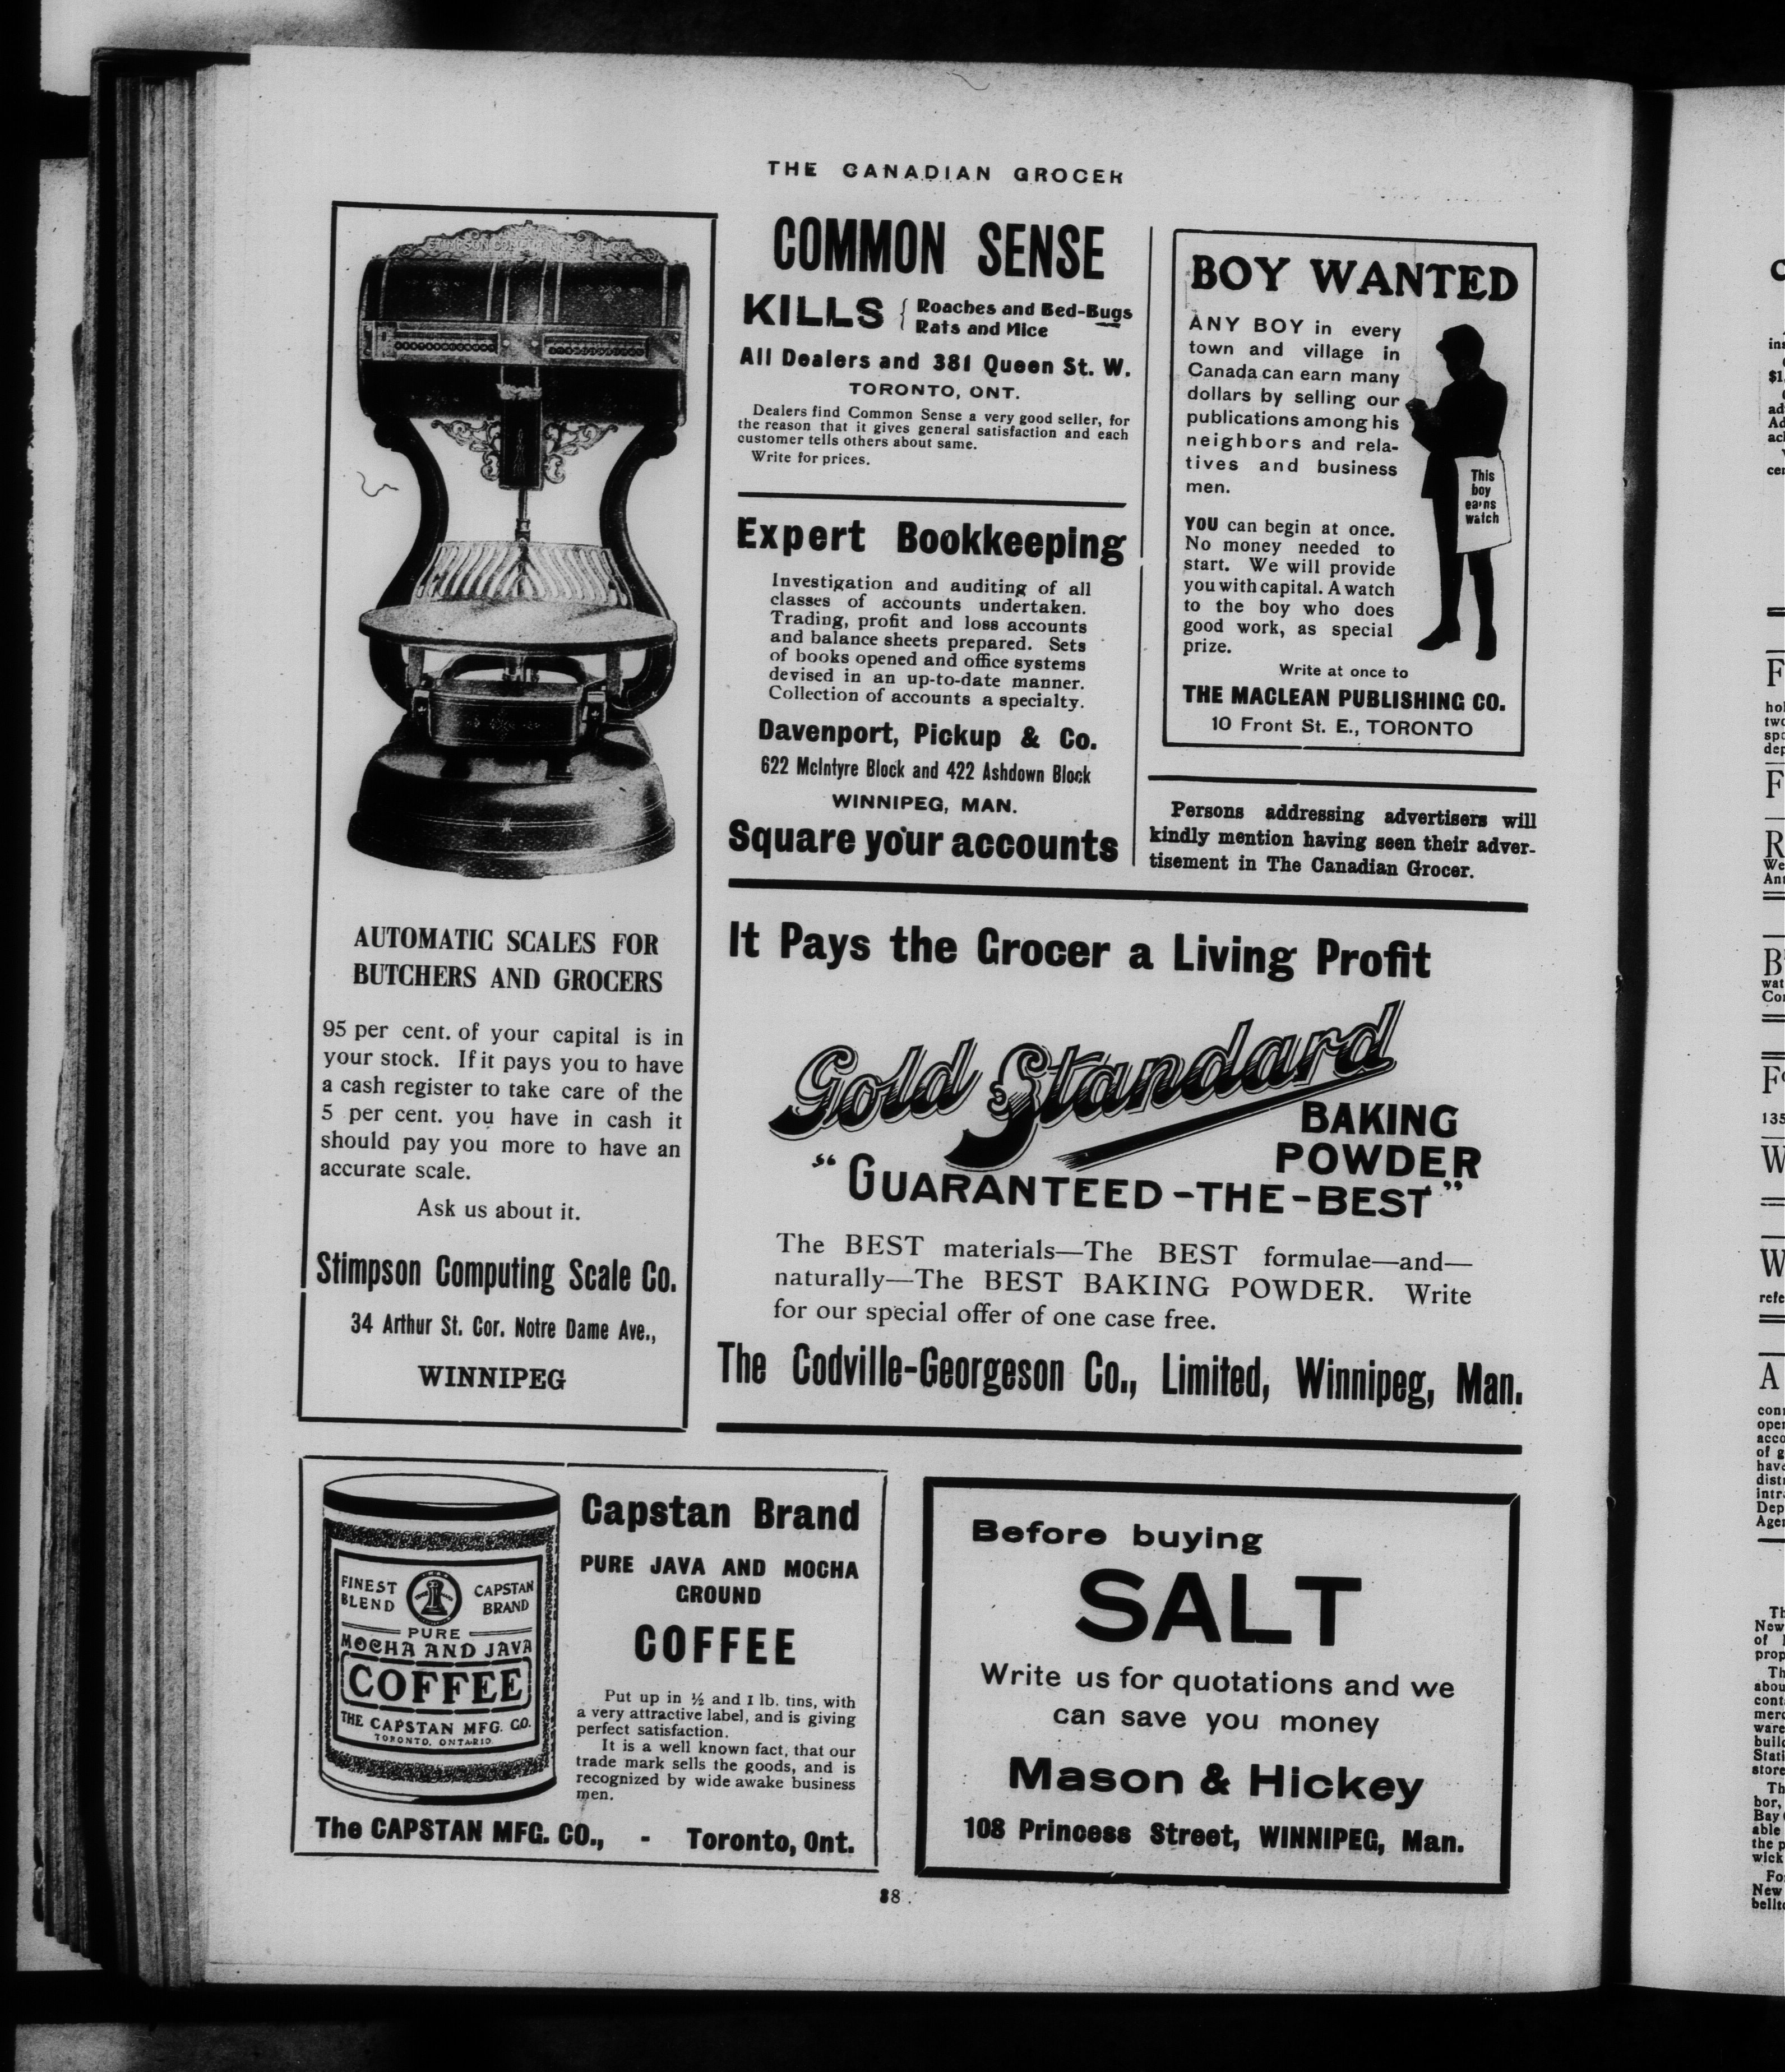 THE CANADIAN GROCER
STIMPSON COMPUTING SCALE CO.
AUTOMATIC SCALES FOR
BUTCHERS AND GROCERS
95 per cent. of your capital is in
your stock. If it pays you to have
a cash register to take care of the
5 per cent. you have in cash it
should pay you more to have an
accurate scale.
Ask us about it.
Stimpson Computing Scale Co.
34 Arthur St. Cor. Notre Dame Ave.,
WINNIPEG
COMMON SENSE
KILLS { Roaches and Bed-Bugs
Rats and Mice
All Dealers and 381 Queen St. W.
TORONTO, ONT.
Dealers find Common Sense a very good seller, for
the reason that it gives general satisfaction and each
customer tells others about same.
Write for prices.
Expert Bookkeeping
Investigation and auditing of all
classes of accounts undertaken.
Trading, profit and loss accounts
and balance sheets prepared. Sets
of books opened and office systems
devised in an up-to-date manner.
Collection of accounts a specialty.
Davenport, Pickup & Co.
622 McIntyre Block and 422 Ashdown Block
WINNIPEG, MAN.
Square your accounts
BOY WANTED
ANY BOY in every
town and village in
Canada can earn many
dollars by selling our
publications among his
neighbors and rela-
tives and business
men.
YOU can begin at once.
No money needed to
start. We will provide
you with capital. A watch
to the boy who does
good work, as special
prize.
This
boy
earns
watch
Write at once to
THE MACLEAN PUBLISHING CO.
10 Front St. E., TORONTO
Persons addressing advertisers will
kindly mention having seen their adver-
tisement in The Canadian Grocer.
It Pays the Grocer a Living Profit
Gold Standard
BAKING
POWDER
"GUARANTEED-THE-BEST"
The BEST materials—The BEST formulae—and—
naturally—The BEST BAKING POWDER. Write
for our special offer of one case free.
The Codville-Georgeson Co., Limited, Winnipeg, Man.
FINEST
BLEND
CAPSTAN
BRAND
PURE
MOCHA AND JAVA
COFFEE
THE CAPSTAN MFG. CO.
TORONTO, ONTARIO.
Capstan Brand
PURE JAVA AND MOCHA
GROUND
COFFEE
Put up in ½ and 1 lb. tins, with
a very attractive label, and is giving
perfect satisfaction.
It is a well known fact, that our
trade mark sells the goods, and is
recognized by wide awake business
men.
The CAPSTAN MFG. CO., - Toronto, Ont.
Before buying
SALT
Write us for quotations and we
can save you money
Mason & Hickey
108 Princess Street, WINNIPEG, Man.
38